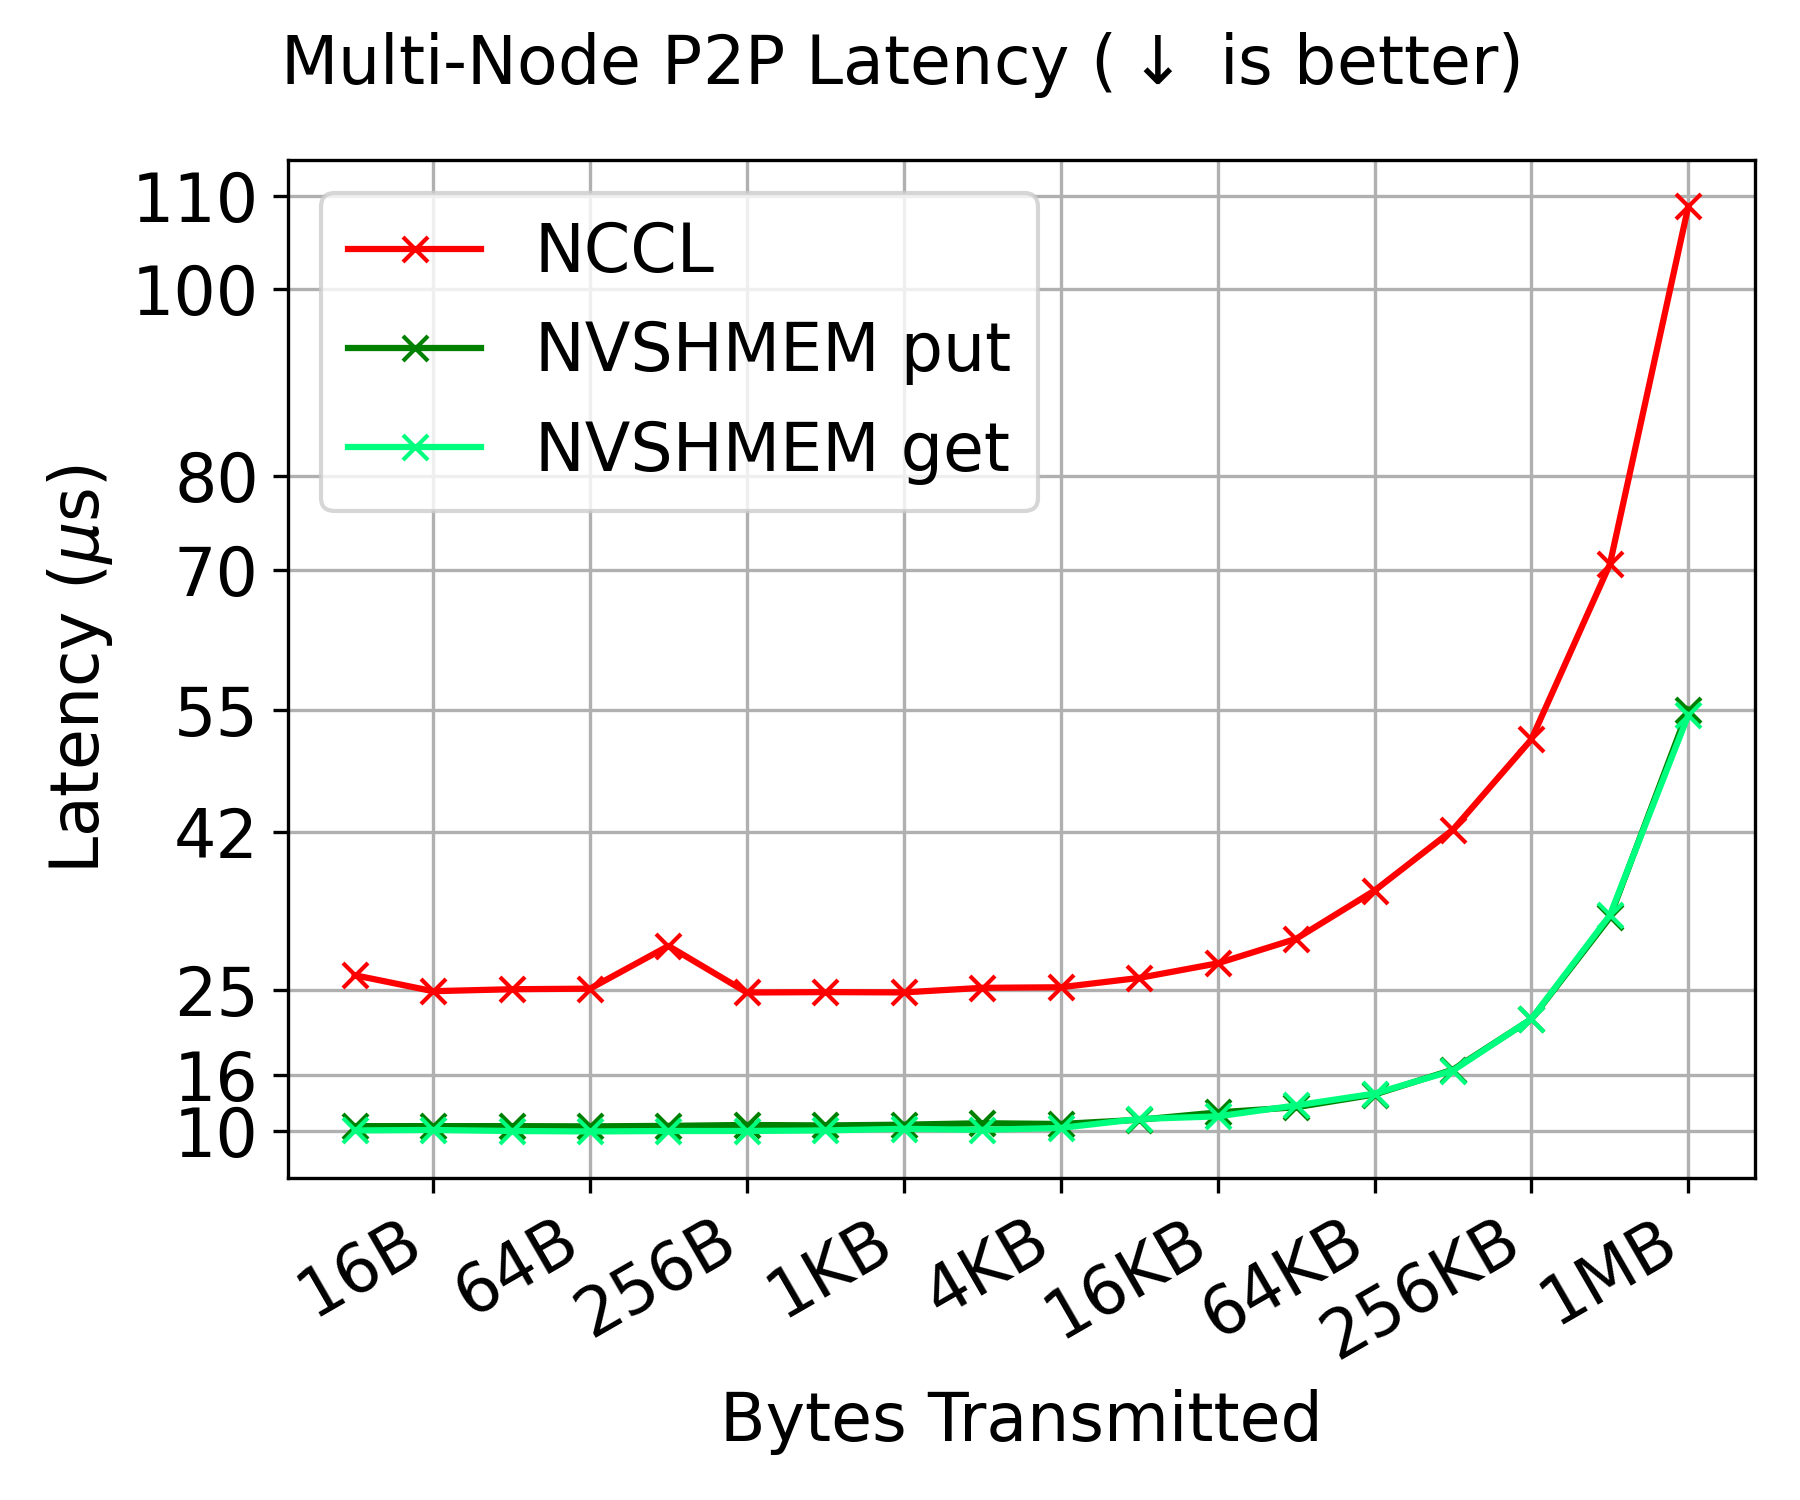 Multi-Node P2P Latency (↓ is better)
110
100
80
70
55
42
25
16
10
Latency (μs)
NCCL
NVSHMEM put
NVSHMEM get
16B
64B
256B
1KB
4KB
16KB
64KB
256KB
1MB
Bytes Transmitted